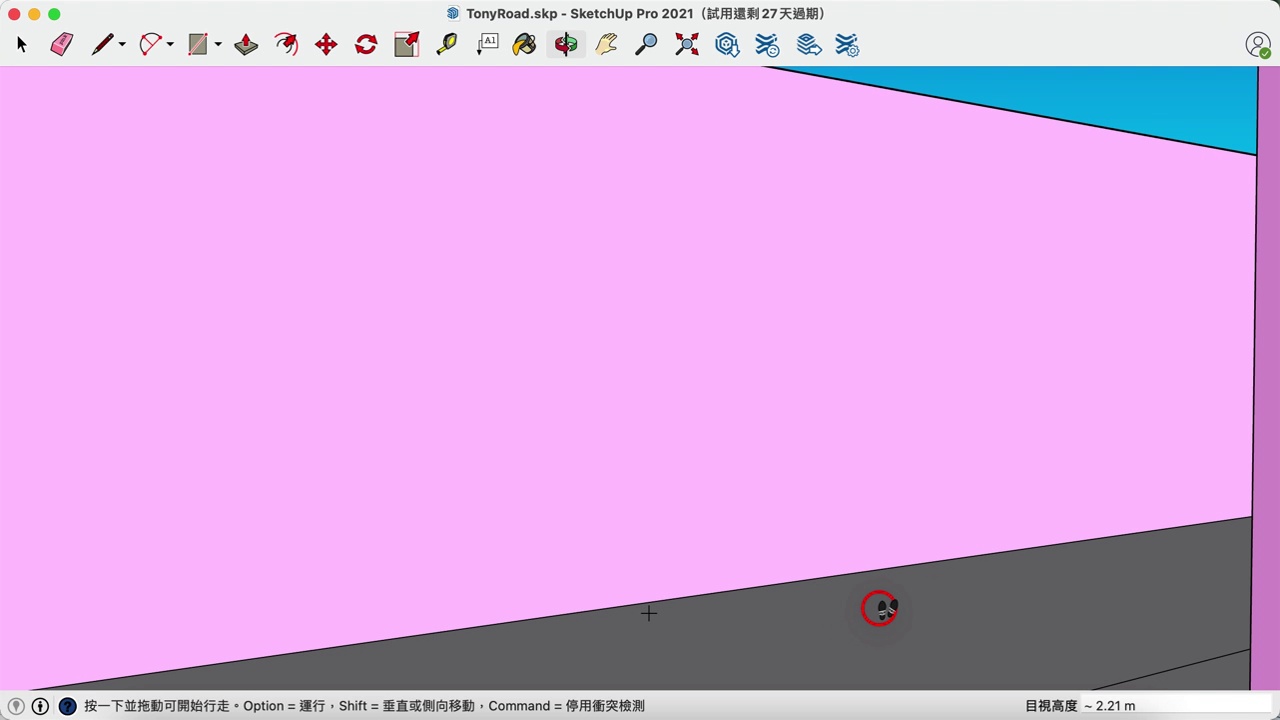 TonyRoad.skp - SketchUp Pro 2021（試用還剩 27 天過期）
A1
按一下並拖動可開始行走。Option = 運行，Shift = 垂直或側向移動，Command = 停用衝突檢測
目視高度 ~ 2.21 m